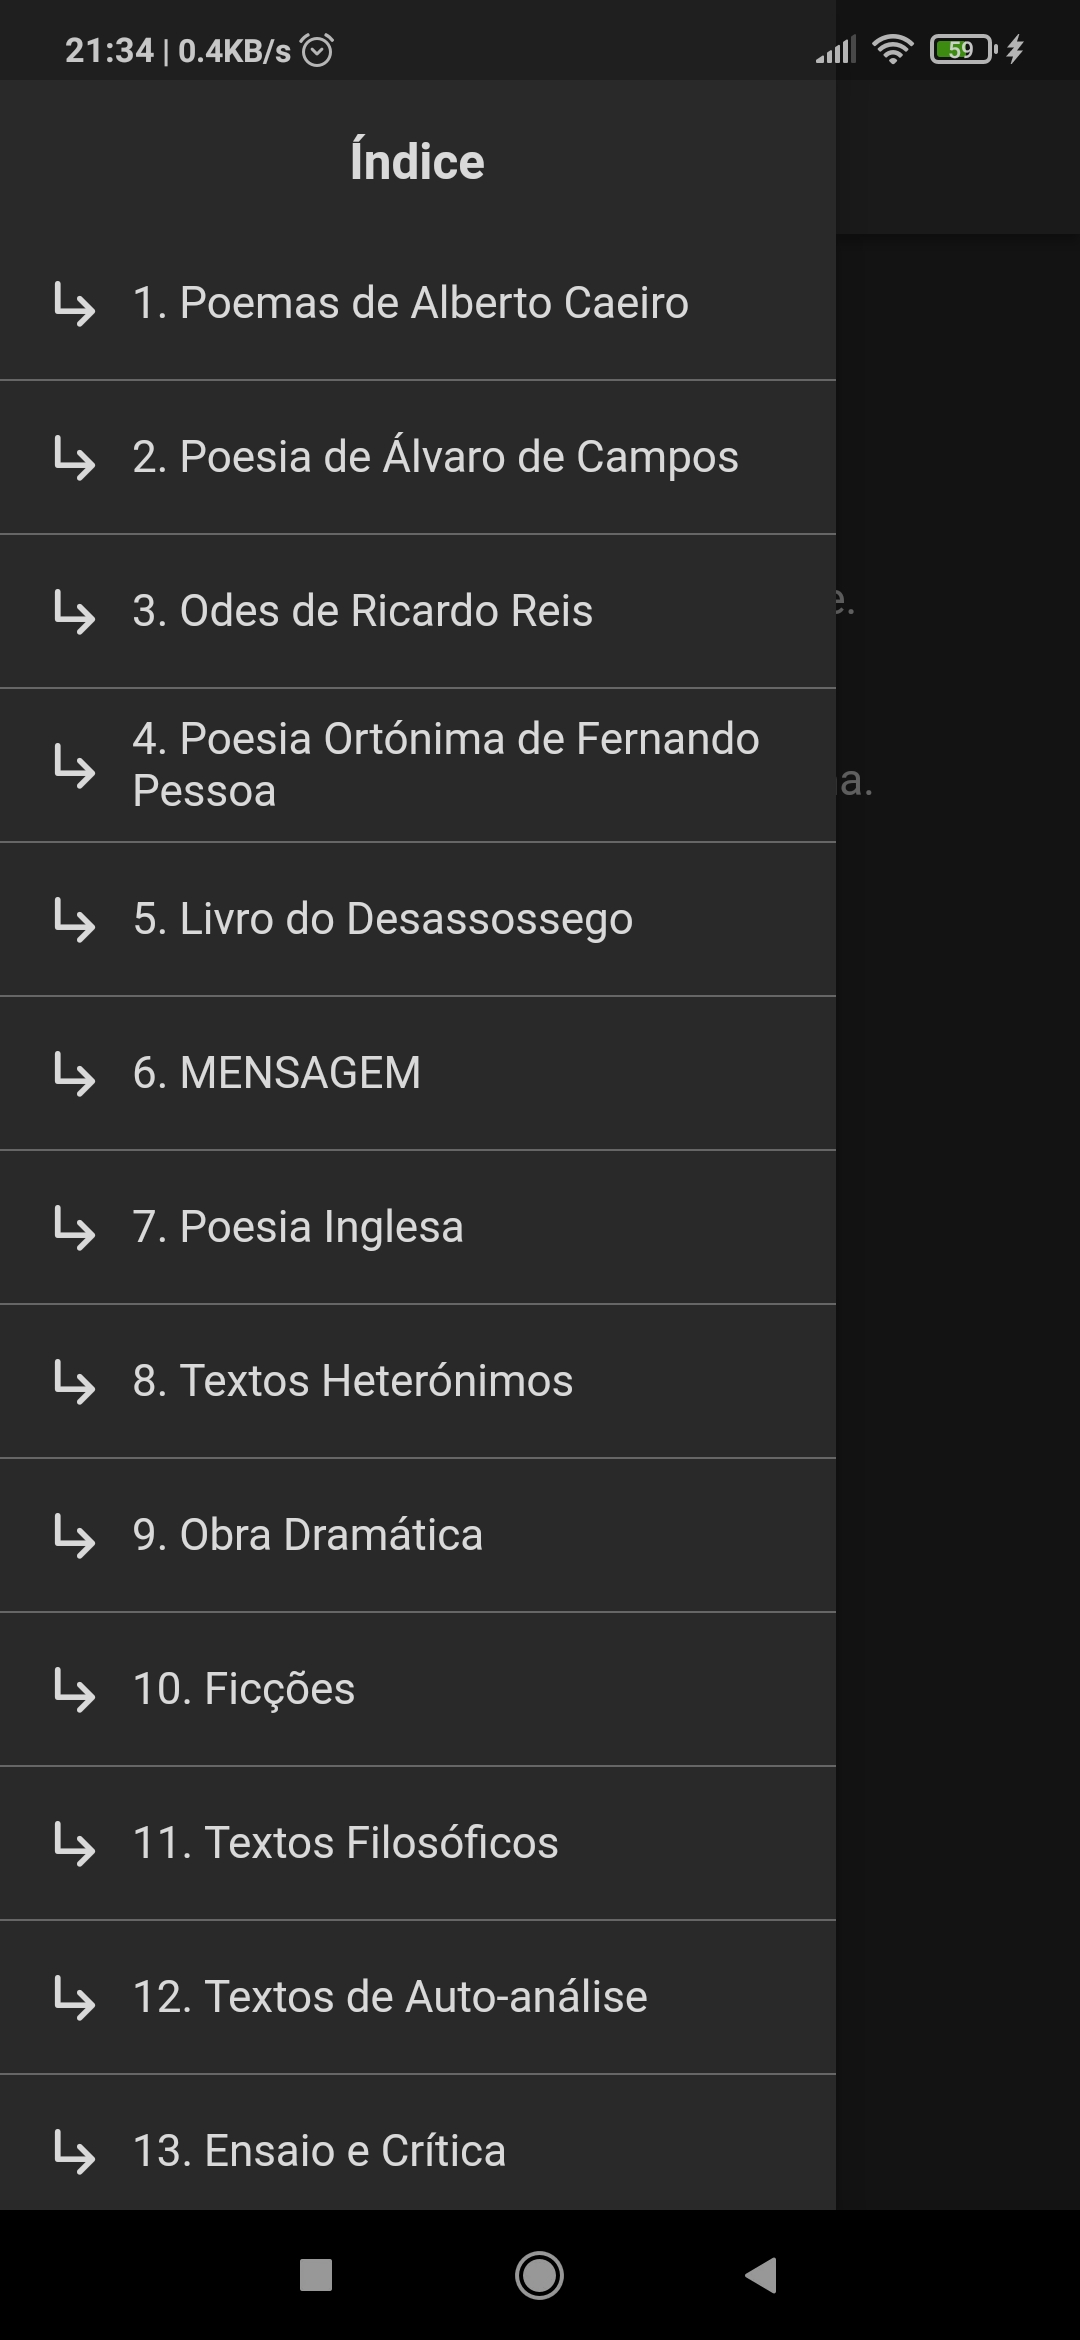 21:34 | 0.4KB/s
59
Índice
1. Poemas de Alberto Caeiro
2. Poesia de Álvaro de Campos
3. Odes de Ricardo Reis
e.
4. Poesia Ortónima de Fernando
Pessoa
a.
5. Livro do Desassossego
6. MENSAGEM
7. Poesia Inglesa
8. Textos Heterónimos
9. Obra Dramática
10. Ficções
11. Textos Filosóficos
12. Textos de Auto-análise
13. Ensaio e Crítica